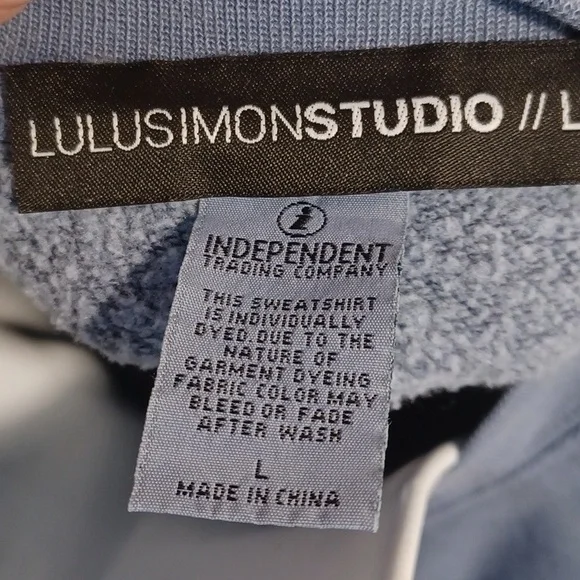 LULUSIMONSTUDIO // L
i
INDEPENDENT
TRADING COMPANY
THIS SWEATSHIRT
IS INDIVIDUALLY
DYED. DUE TO THE
NATURE OF
GARMENT DYEING
FABRIC COLOR MAY
BLEED OR FADE
AFTER WASH
L
MADE IN CHINA